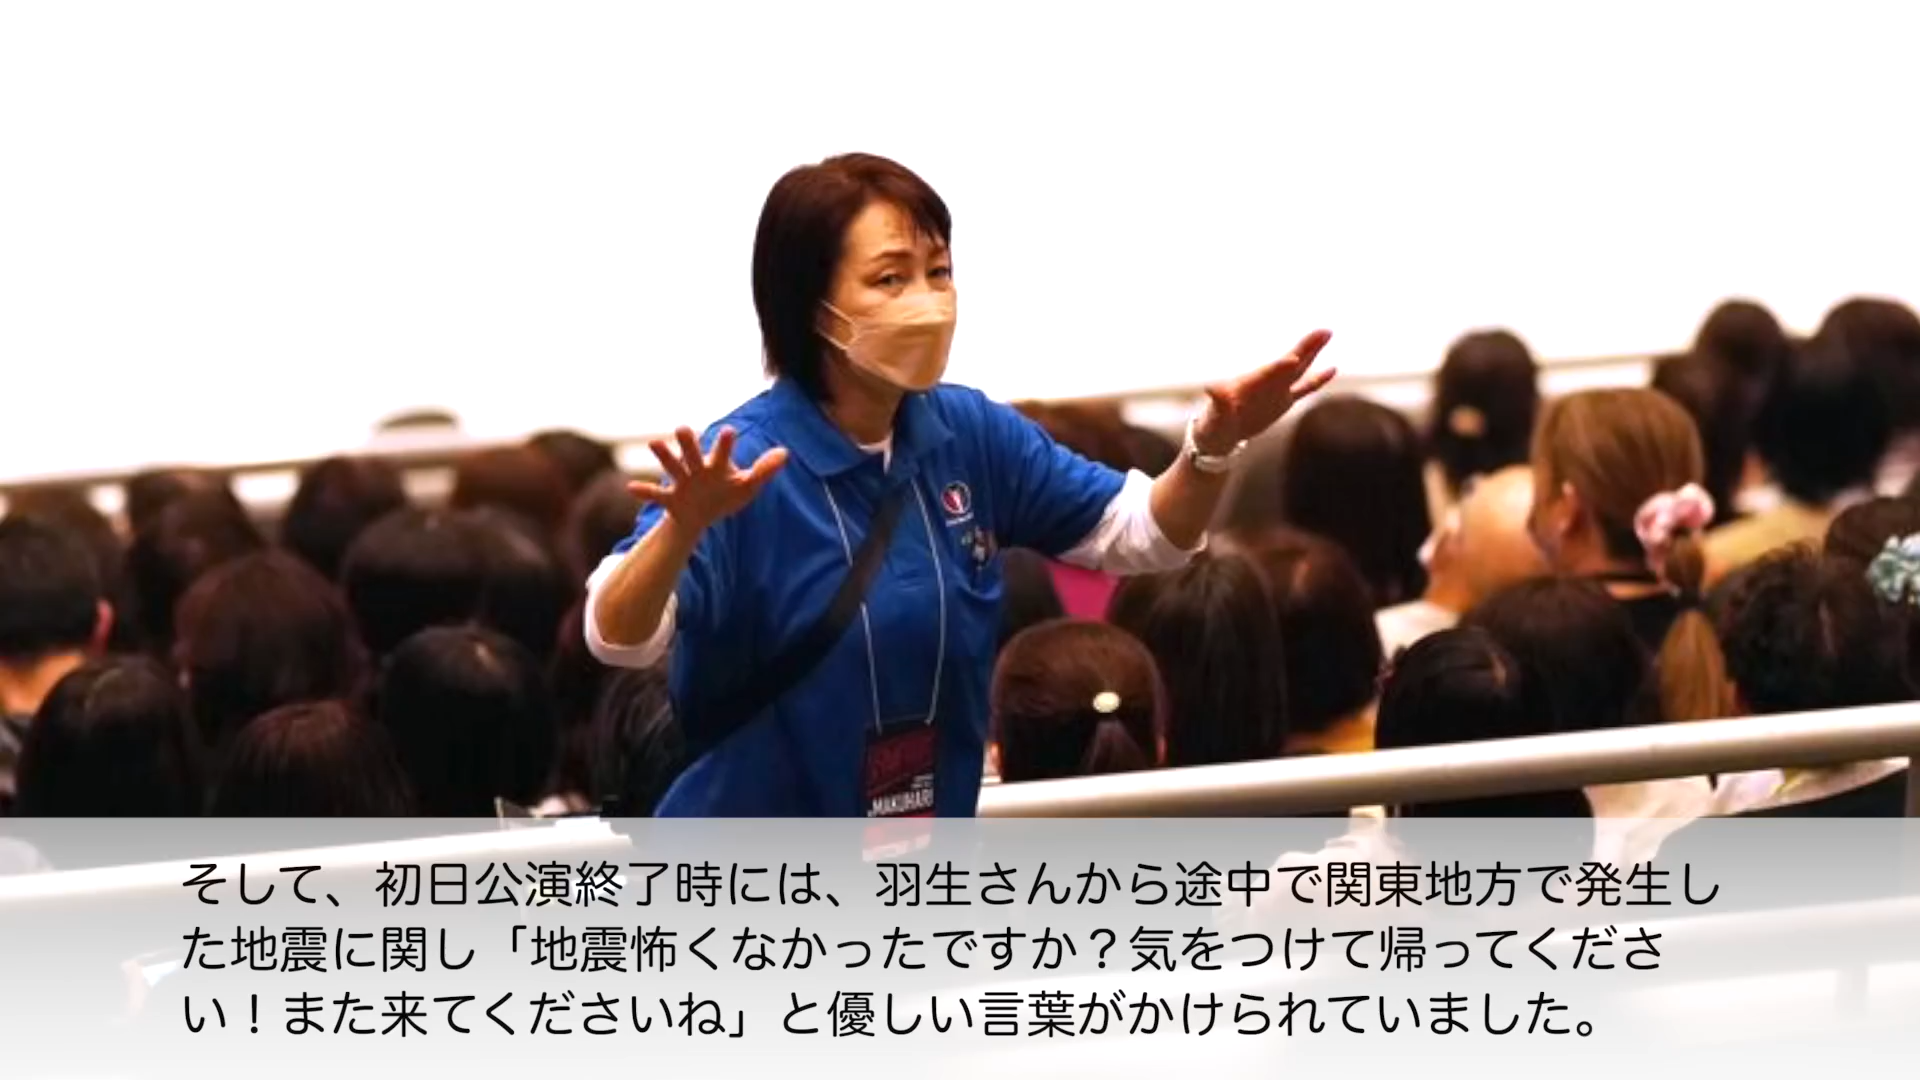 MAKUHARI
そして、初日公演終了時には、羽生さんから途中で関東地方で発生し
た地震に関し「地震怖くなかったですか？気をつけて帰ってくださ
い！また来てくださいね」と優しい言葉がかけられていました。